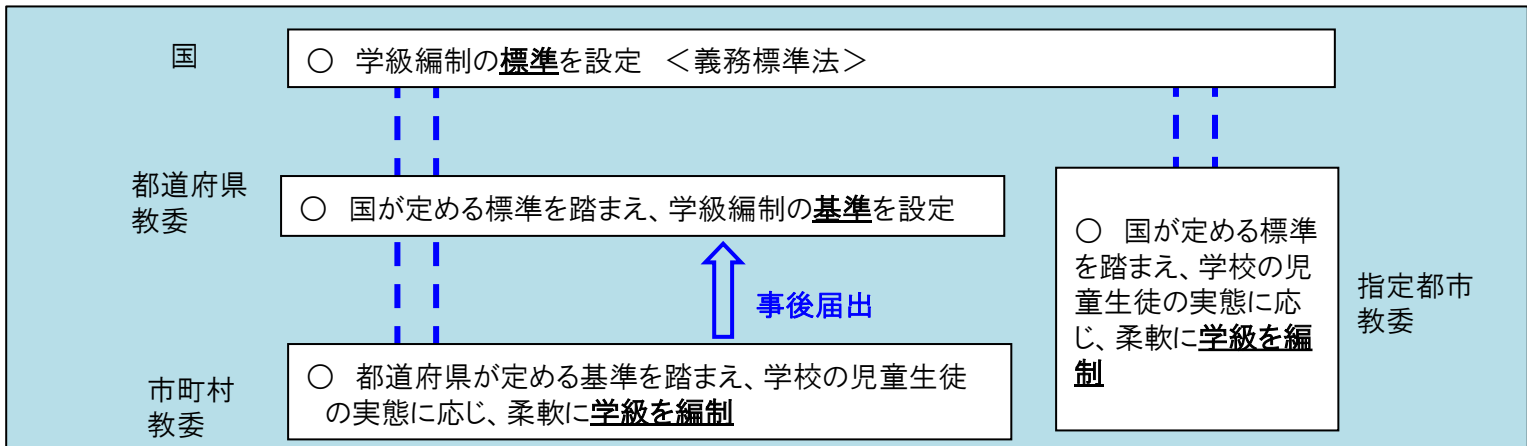 国
○ 学級編制の標準を設定 ＜義務標準法＞
都道府県
教委
○ 国が定める標準を踏まえ、学級編制の基準を設定
事後届出
市町村
教委
○ 都道府県が定める基準を踏まえ、学校の児童生徒
の実態に応じ、柔軟に学級を編制
○ 国が定める標準
を踏まえ、学校の児
童生徒の実態に応
じ、柔軟に学級を編
制
指定都市
教委